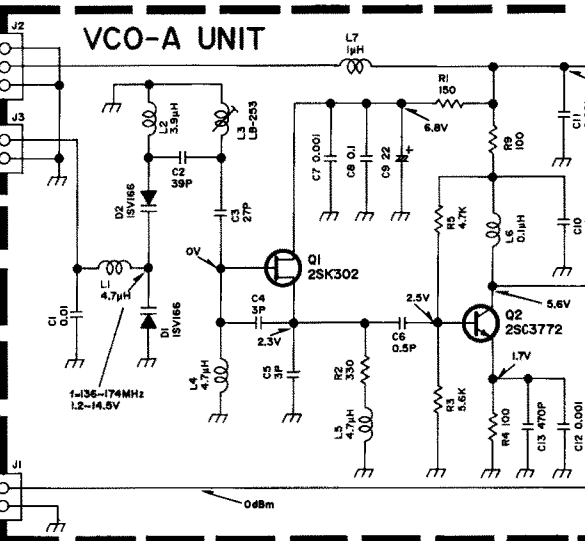 J2
VCO-A UNIT
L7
1μH
R1
150
C11
J3
L2
3.9μH
L3
LB-253
6.8V
R9
100
C7 0.001
C8 0.1
C9 22
+
C2
39P
D2
1SV166
C3
27P
R5
4.7K
L6
0.1μH
C10
0V
Q1
2SK302
L1
4.7μH
C1
0.01
D1
1SV166
C4
3P
2.3V
2.5V
5.6V
Q2
2SC3772
C6
0.5P
1.7V
L4
4.7μH
C5
3P
R2
330
f=136~174MHz
1.2~14.5V
L5
4.7μH
R3
5.6K
R4 100
C13 470P
C12 0.001
J1
0dBm